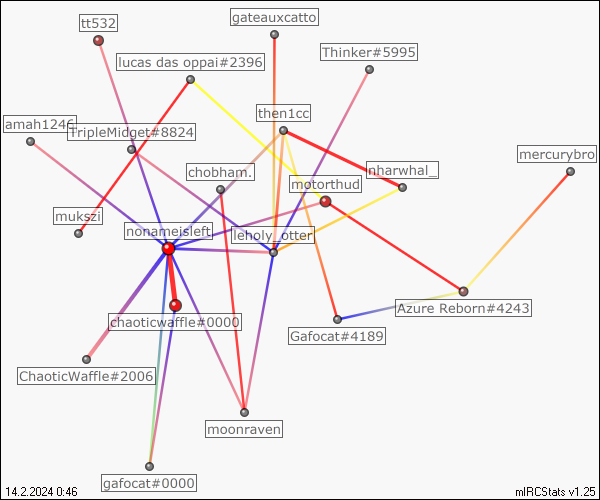 gateauxcatto
tt532
Thinker#5995
lucas das oppai#2396
then1cc
amah1246
TripleMidget#8824
mercurybro
chobham.
nharwhal_
motorthud
mukszi
nonameisleft
leholy_otter
Azure Reborn#4243
chaoticwaffle#0000
Gafocat#4189
ChaoticWaffle#2006
moonraven
gafocat#0000
14.2.2024 0:46
mIRCStats v1.25